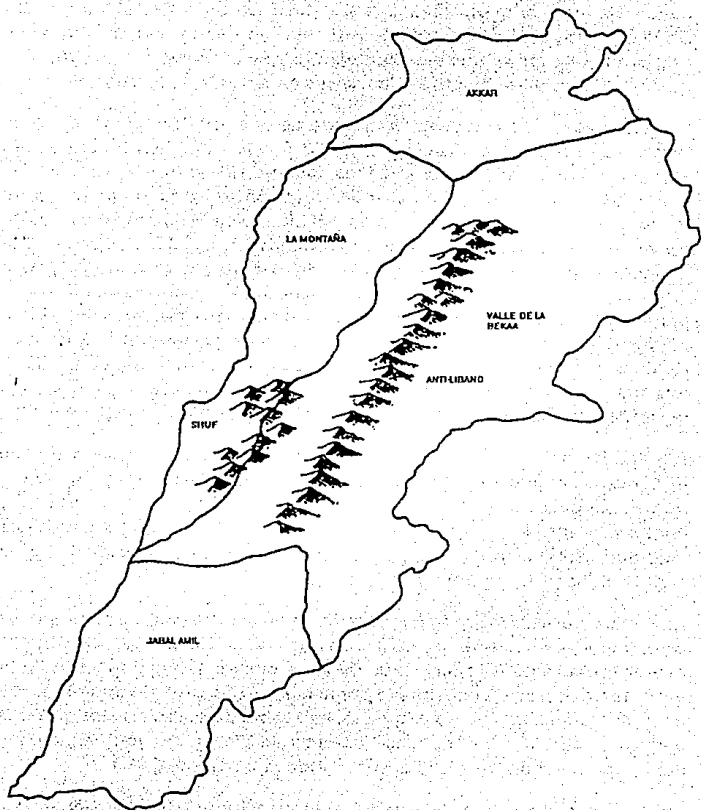 AKKAR
LA MONTAÑA
VALLE DE LA
BEKAA
ANTI-LIBANO
SHUF
JABAL AMIL